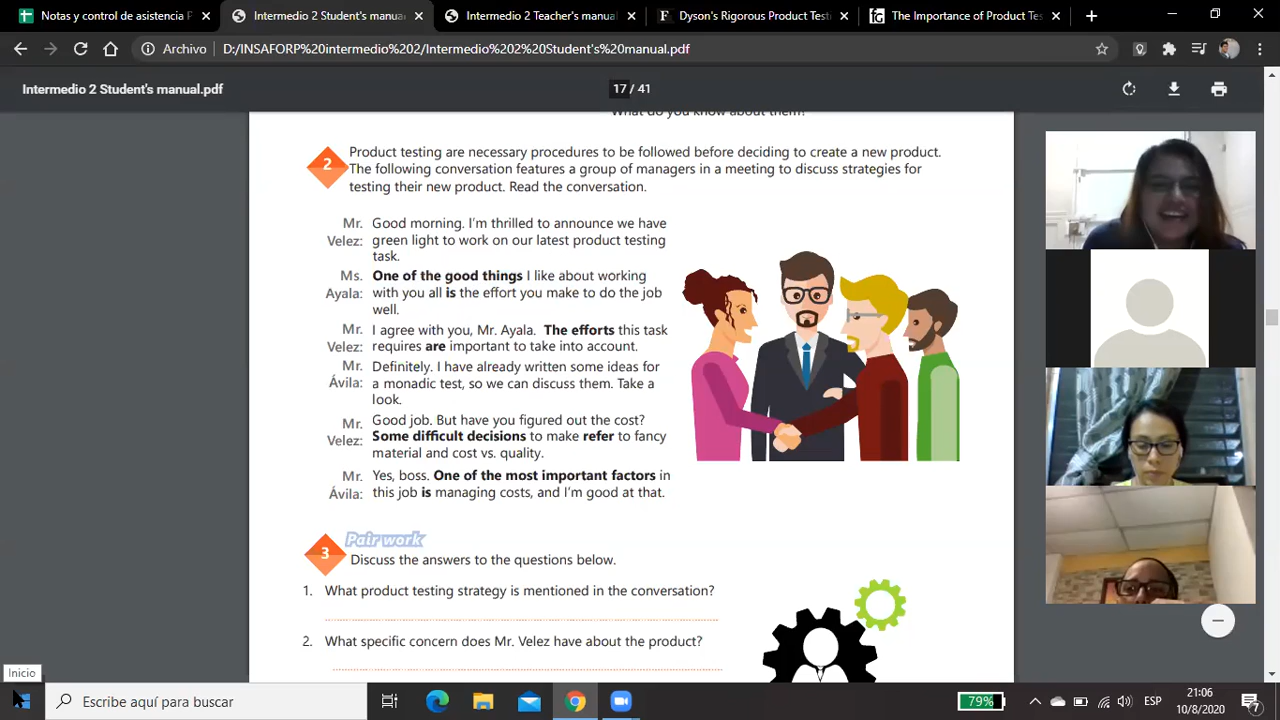 Notas y control de asistencia P
Intermedio 2 Student's manual.
Intermedio 2 Teacher's manual
Dyson's Rigorous Product Testi
The Importance of Product Tes
Archivo
D:/INSAFORP%20intermedio%202/Intermedio%202%20Student's%20manual.pdf
Intermedio 2 Student's manual.pdf
17 / 41
What do you know about them?
2
Product testing are necessary procedures to be followed before deciding to create a new product.
The following conversation features a group of managers in a meeting to discuss strategies for
testing their new product. Read the conversation.
Mr. Good morning. I'm thrilled to announce we have
Velez: green light to work on our latest product testing
task.
Ms. One of the good things I like about working
Ayala: with you all is the effort you make to do the job
well.
Mr. I agree with you, Mr. Ayala. The efforts this task
Velez: requires are important to take into account.
Mr. Definitely. I have already written some ideas for
Ávila: a monadic test, so we can discuss them. Take a
look.
Mr. Good job. But have you figured out the cost?
Velez: Some difficult decisions to make refer to fancy
material and cost vs. quality.
Mr. Yes, boss. One of the most important factors in
Ávila: this job is managing costs, and I'm good at that.
3
Pair work
Discuss the answers to the questions below.
1. What product testing strategy is mentioned in the conversation?
2. What specific concern does Mr. Velez have about the product?
Inicio
Escribe aquí para buscar
79%
ESP
21:06
10/8/2020
7